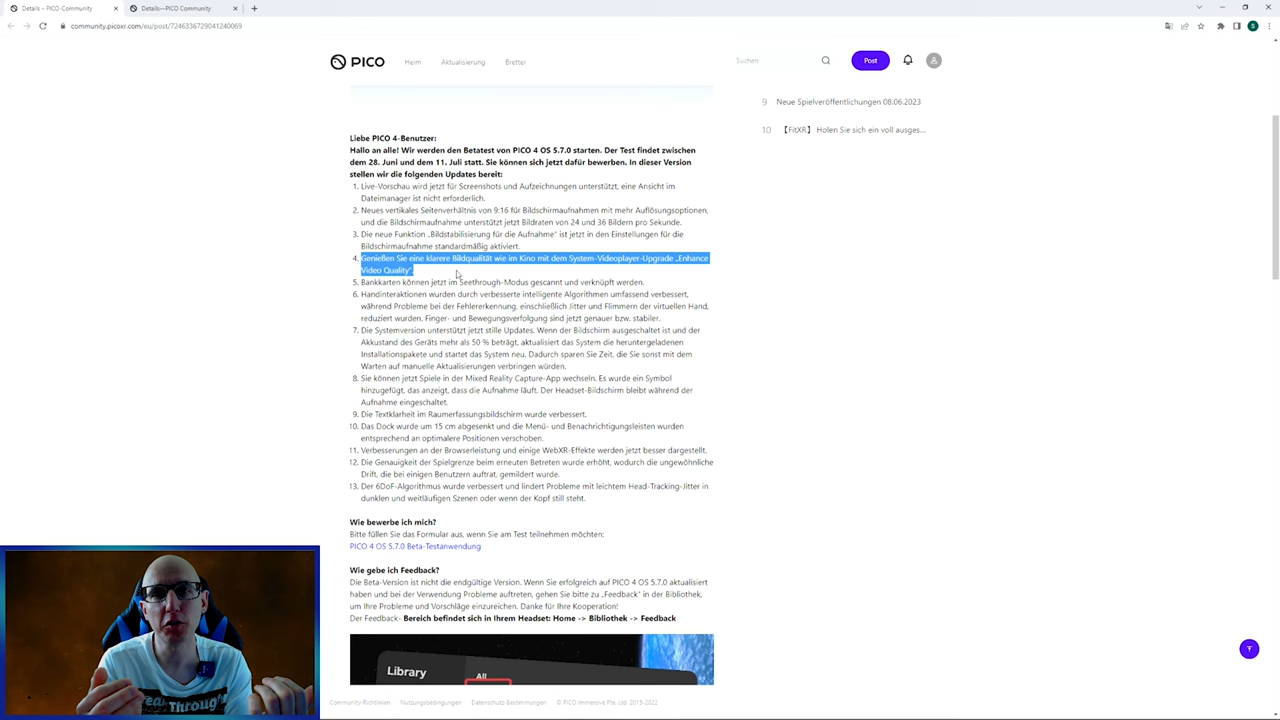 Details – PICO-Community
Details—PICO Community
community.picoxr.com/eu/post/7246336729041240069
S
PICO
Heim
Aktualisierung
Bretter
Suchen
Post
9 Neue Spielveröffentlichungen 08.06.2023
10 【FitXR】 Holen Sie sich ein voll ausges...
Liebe PICO 4-Benutzer:
Hallo an alle! Wir werden den Betatest von PICO 4 OS 5.7.0 starten. Der Test findet zwischen
dem 28. Juni und dem 11. Juli statt. Sie können sich jetzt dafür bewerben. In dieser Version
stellen wir die folgenden Updates bereit:
1. Live-Vorschau wird jetzt für Screenshots und Aufzeichnungen unterstützt, eine Ansicht im
Dateimanager ist nicht erforderlich.
2. Neues vertikales Seitenverhältnis von 9:16 für Bildschirmaufnahmen mit mehr Auflösungsoptionen,
und die Bildschirmaufnahme unterstützt jetzt Bildraten von 24 und 36 Bildern pro Sekunde.
3. Die neue Funktion „Bildstabilisierung für die Aufnahme" ist jetzt in den Einstellungen für die
Bildschirmaufnahme standardmäßig aktiviert.
4. Genießen Sie eine klarere Bildqualität wie im Kino mit dem System-Videoplayer-Upgrade „Enhance
Video Quality".
5. Bankkarten können jetzt im Seethrough-Modus gescannt und verknüpft werden.
6. Handinteraktionen wurden durch verbesserte intelligente Algorithmen umfassend verbessert,
während Probleme bei der Fehlererkennung, einschließlich Jitter und Flimmern der virtuellen Hand,
reduziert wurden. Finger- und Bewegungsverfolgung sind jetzt genauer bzw. stabiler.
7. Die Systemversion unterstützt jetzt stille Updates. Wenn der Bildschirm ausgeschaltet ist und der
Akkustand des Geräts mehr als 50 % beträgt, aktualisiert das System die heruntergeladenen
Installationspakete und startet das System neu. Dadurch sparen Sie Zeit, die Sie sonst mit dem
Warten auf manuelle Aktualisierungen verbringen würden.
8. Sie können jetzt Spiele in der Mixed Reality Capture-App wechseln. Es wurde ein Symbol
hinzugefügt, das anzeigt, dass die Aufnahme läuft. Der Headset-Bildschirm bleibt während der
Aufnahme eingeschaltet.
9. Die Textklarheit im Raumerfassungsbildschirm wurde verbessert.
10. Das Dock wurde um 15 cm abgesenkt und die Menü- und Benachrichtigungsleisten wurden
entsprechend an optimalere Positionen verschoben.
11. Verbesserungen an der Browserleistung und einige WebXR-Effekte werden jetzt besser dargestellt.
12. Die Genauigkeit der Spielgrenze beim erneuten Betreten wurde erhöht, wodurch die ungewöhnliche
Drift, die bei einigen Benutzern auftrat, gemildert wurde.
13. Der 6DoF-Algorithmus wurde verbessert und lindert Probleme mit leichtem Head-Tracking-Jitter in
dunklen und weitläufigen Szenen oder wenn der Kopf still steht.
Wie bewerbe ich mich?
Bitte füllen Sie das Formular aus, wenn Sie am Test teilnehmen möchten:
PICO 4 OS 5.7.0 Beta-Testanwendung
Wie gebe ich Feedback?
Die Beta-Version ist nicht die endgültige Version. Wenn Sie erfolgreich auf PICO 4 OS 5.7.0 aktualisiert
haben und bei der Verwendung Probleme auftreten, gehen Sie bitte zu „Feedback" in der Bibliothek,
um Ihre Probleme und Vorschläge einzureichen. Danke für Ihre Kooperation!
Der Feedback- Bereich befindet sich in Ihrem Headset: Home -> Bibliothek -> Feedback
Library
All
Community-Richtlinien
Nutzungsbedingungen
Datenschutz-Bestimmungen
© PICO Immersive Pte. Ltd. 2015-2022
Through